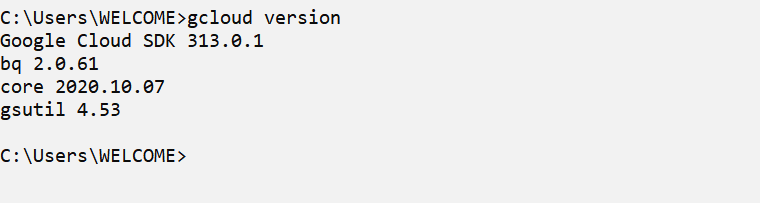 C:\Users\WELCOME>gcloud version
Google Cloud SDK 313.0.1
bq 2.0.61
core 2020.10.07
gsutil 4.53
C:\Users\WELCOME>